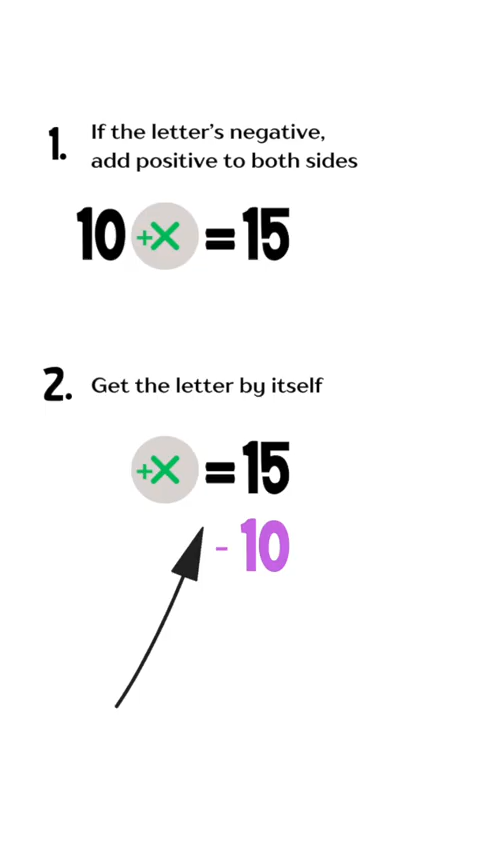 1.
If the letter's negative,
add positive to both sides
10 +X = 15
2.
Get the letter by itself
+X = 15
- 10